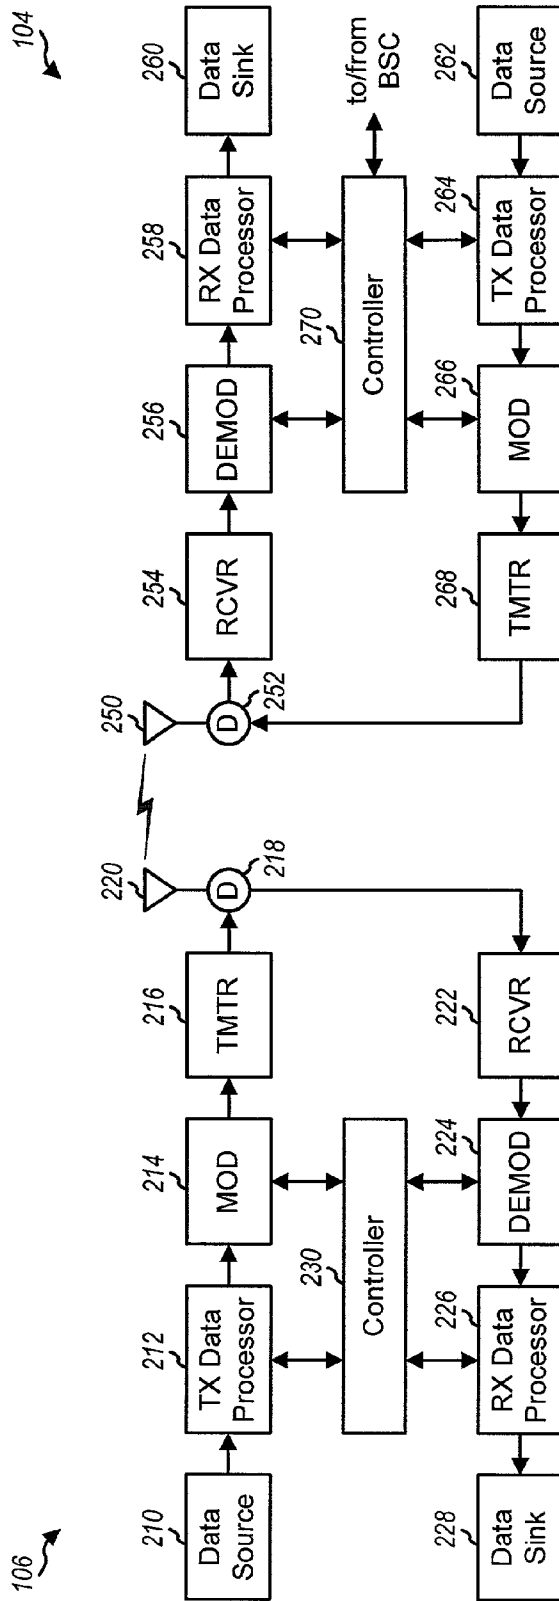 106
104
210
Data
Source
212
TX Data
Processor
214
MOD
216
TMTR
220
D
218
250
D
252
254
RCVR
256
DEMOD
258
RX Data
Processor
260
Data
Sink
230
Controller
270
Controller
to/from
BSC
228
Data
Sink
226
RX Data
Processor
224
DEMOD
222
RCVR
268
TMTR
266
MOD
264
TX Data
Processor
262
Data
Source